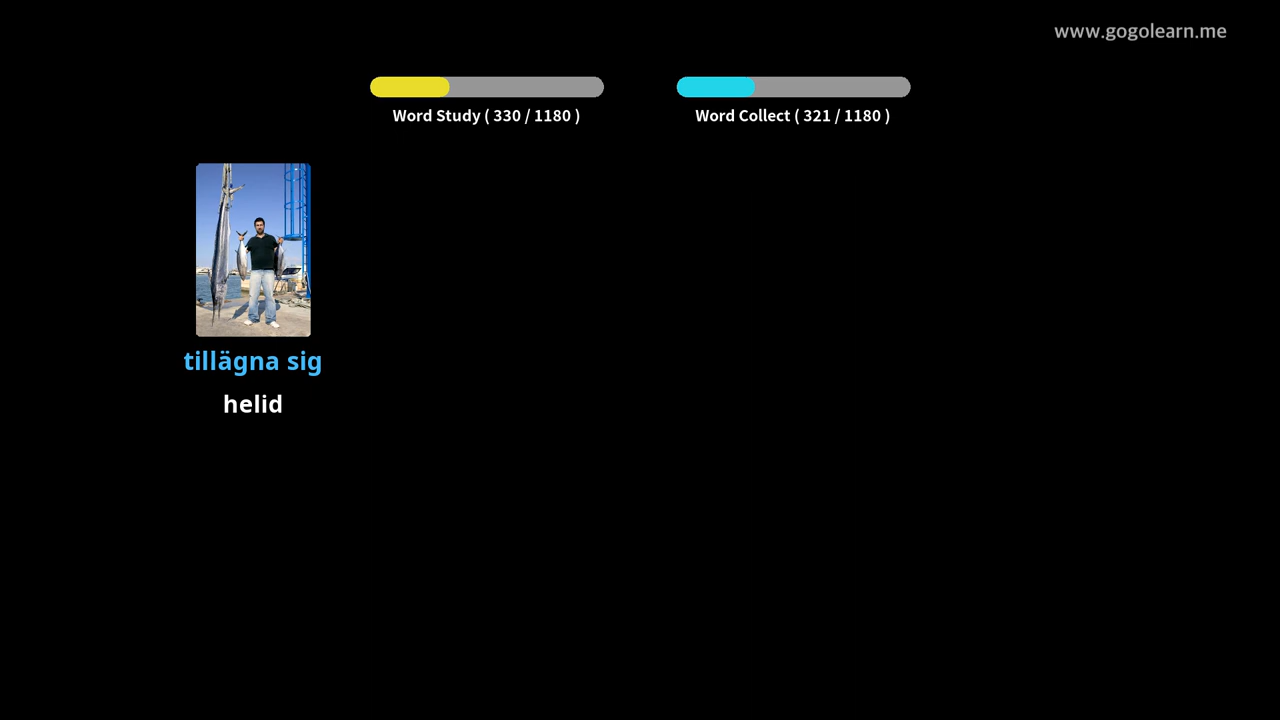 www.gogolearn.me
Word Study ( 330 / 1180 )
Word Collect ( 321 / 1180 )
tillägna sig
helid